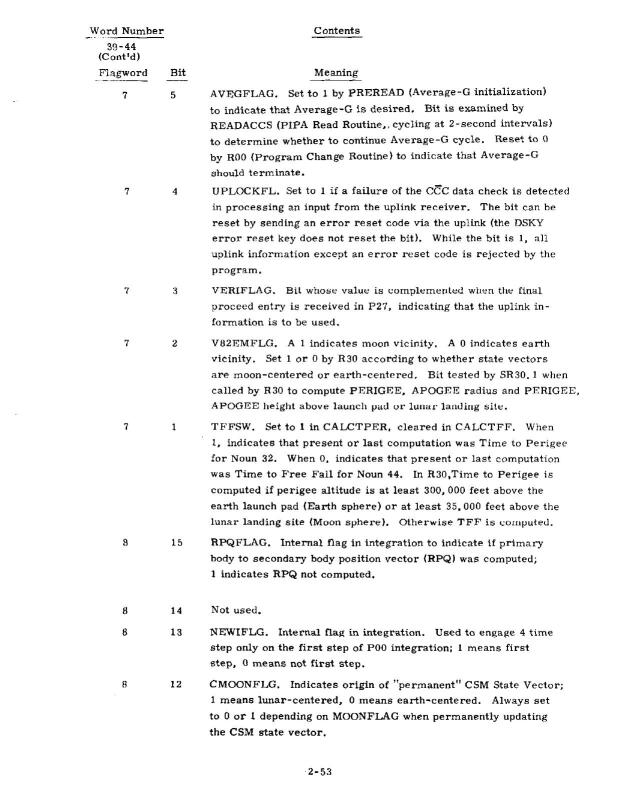 Word Number Contents
39-44
(Cont'd)
Flagword Bit Meaning
7 5 AVEGFLAG. Set to 1 by PREREAD (Average-G initialization)
to indicate that Average-G is desired. Bit is examined by
READACCS (PIPA Read Routine, cycling at 2-second intervals)
to determine whether to continue Average-G cycle. Reset to 0
by R00 (Program Change Routine) to indicate that Average-G
should terminate.
7 4 UPLOCKFL. Set to 1 if a failure of the CC̅C data check is detected
in processing an input from the uplink receiver. The bit can be
reset by sending an error reset code via the uplink (the DSKY
error reset key does not reset the bit). While the bit is 1, all
uplink information except an error reset code is rejected by the
program.
7 3 VERIFLAG. Bit whose value is complemented when the final
proceed entry is received in P27, indicating that the uplink in-
formation is to be used.
7 2 V82EMFLG. A 1 indicates moon vicinity. A 0 indicates earth
vicinity. Set 1 or 0 by R30 according to whether state vectors
are moon-centered or earth-centered. Bit tested by SR30.1 when
called by R30 to compute PERIGEE, APOGEE radius and PERIGEE,
APOGEE height above launch pad or lunar landing site.
7 1 TFFSW. Set to 1 in CALCTPER, cleared in CALCTFF. When
1, indicates that present or last computation was Time to Perigee
for Noun 32. When 0, indicates that present or last computation
was Time to Free Fall for Noun 44. In R30,Time to Perigee is
computed if perigee altitude is at least 300,000 feet above the
earth launch pad (Earth sphere) or at least 35,000 feet above the
lunar landing site (Moon sphere). Otherwise TFF is computed.
8 15 RPQFLAG. Internal flag in integration to indicate if primary
body to secondary body position vector (RPQ) was computed;
1 indicates RPQ not computed.
8 14 Not used.
8 13 NEWIFLG. Internal flag in integration. Used to engage 4 time
step only on the first step of P00 integration; 1 means first
step, 0 means not first step.
8 12 CMOONFLG. Indicates origin of "permanent" CSM State Vector;
1 means lunar-centered, 0 means earth-centered. Always set
to 0 or 1 depending on MOONFLAG when permanently updating
the CSM state vector.
2-53